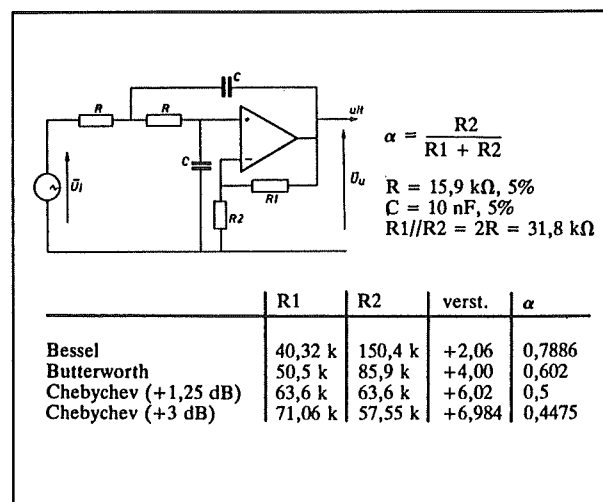 C
R
R
uit
α = R2
R1 + R2
C
R1
Ūi
Ūu
R2
R = 15,9 kΩ, 5%
C = 10 nF, 5%
R1//R2 = 2R = 31,8 kΩ
R1 R2 verst. α
Bessel 40,32 k 150,4 k +2,06 0,7886
Butterworth 50,5 k 85,9 k +4,00 0,602
Chebychev (+1,25 dB) 63,6 k 63,6 k +6,02 0,5
Chebychev (+3 dB) 71,06 k 57,55 k +6,984 0,4475